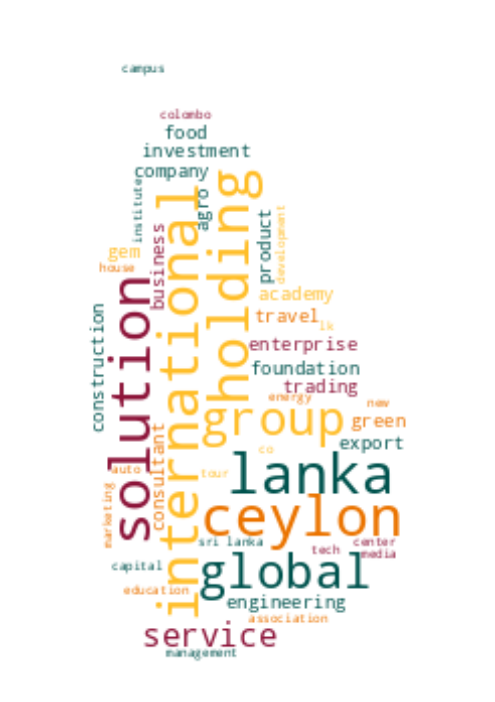 campus
colombo
food
investment
company
institute
agro
international
holding
product
development
business
gem
house
academy
solution
construction
travel
lk
enterprise
foundation
trading
energy
new
group
green
export
consultant
co
lanka
auto
tour
marketing
ceylon
sri lanka
center
tech
media
capital
global
education
engineering
association
service
management